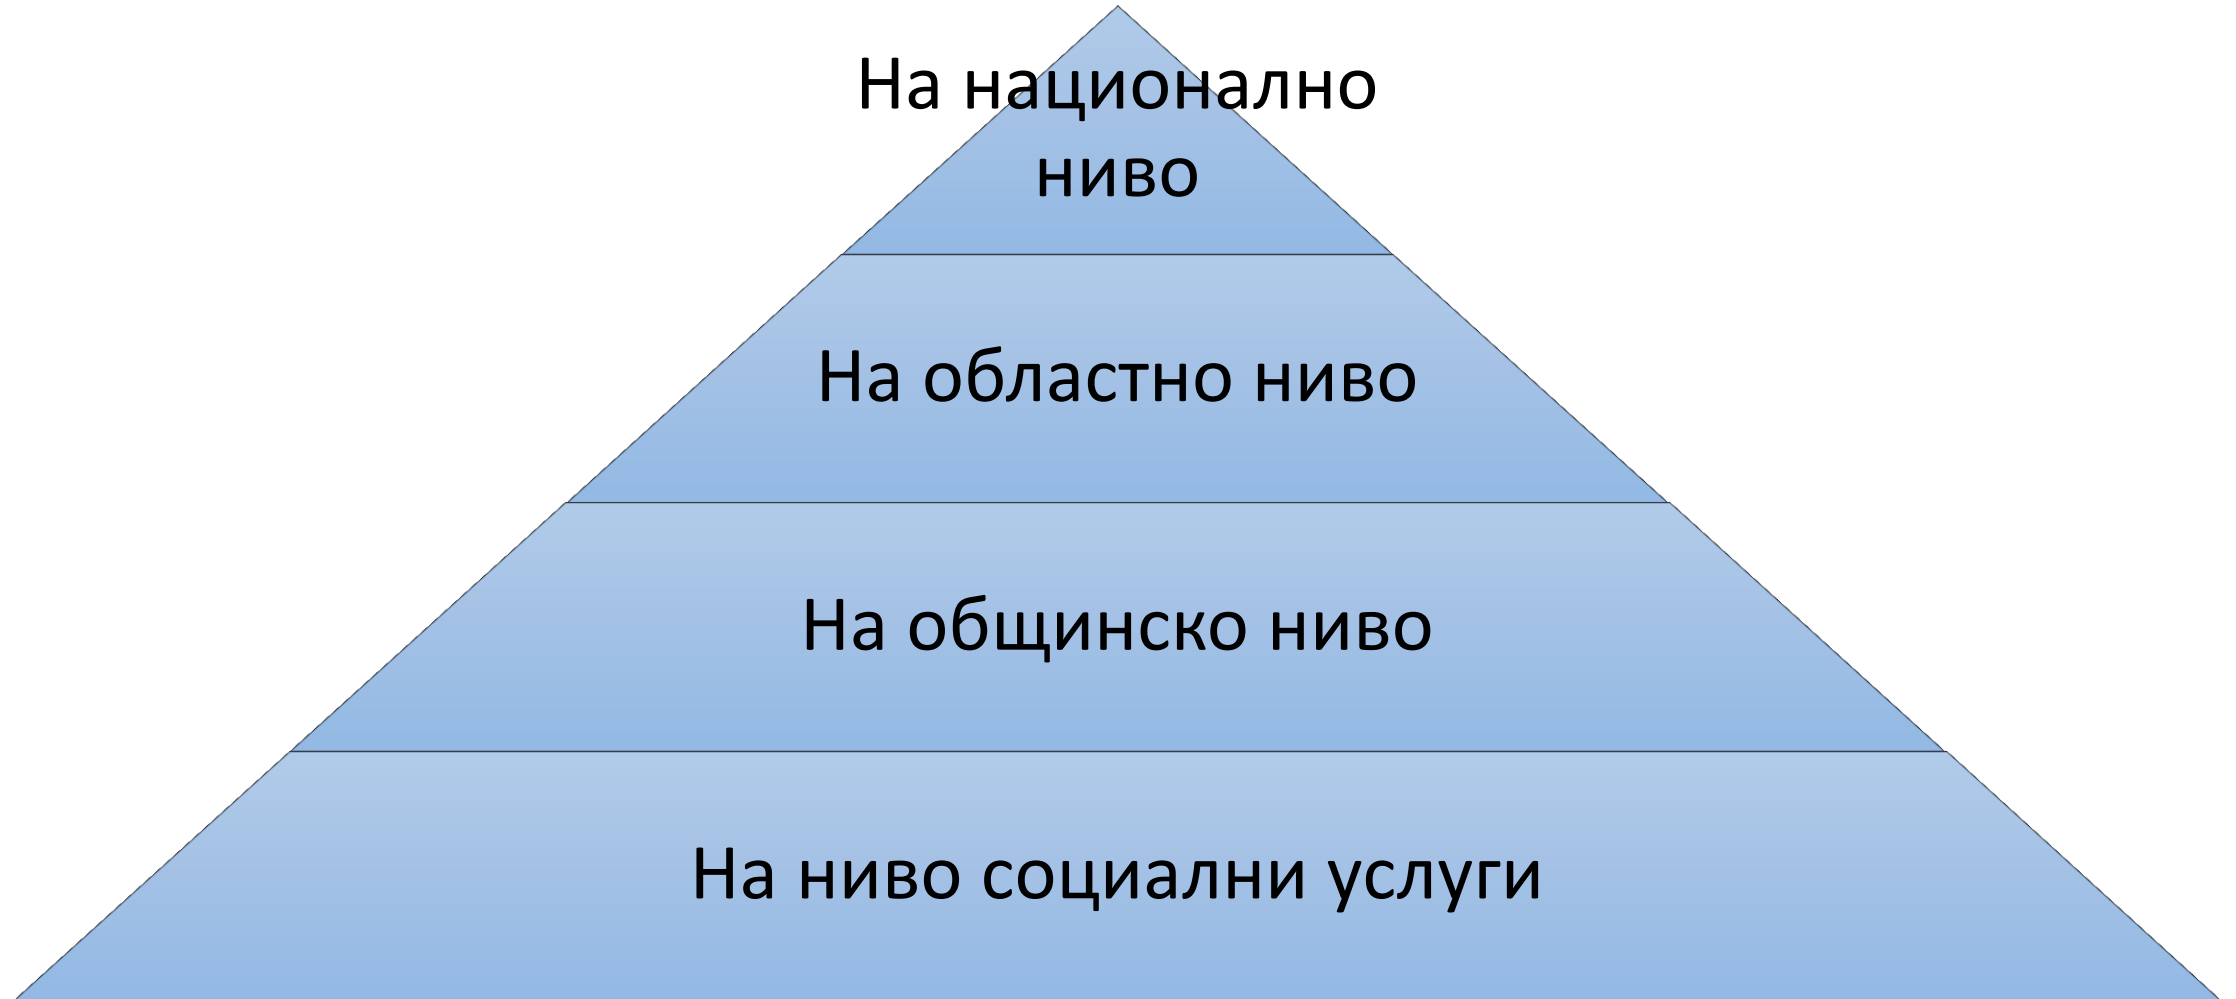 На национално
ниво
На областно ниво
На общинско ниво
На ниво социални услуги